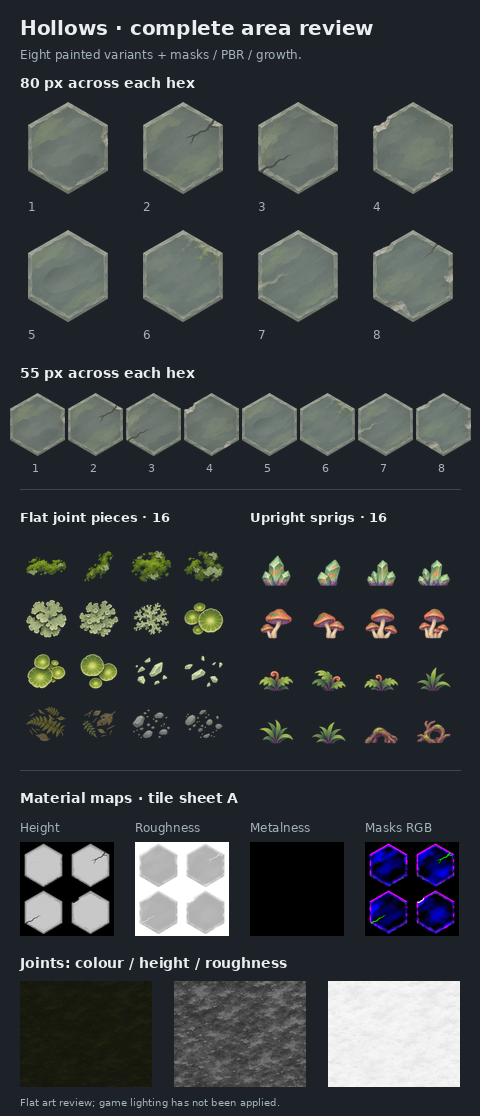 Hollows · complete area review
Eight painted variants + masks / PBR / growth.
80 px across each hex
1 2 3 4
5 6 7 8
55 px across each hex
1 2 3 4 5 6 7 8
Flat joint pieces · 16
Upright sprigs · 16
Material maps · tile sheet A
Height Roughness Metalness Masks RGB
Joints: colour / height / roughness
Flat art review; game lighting has not been applied.